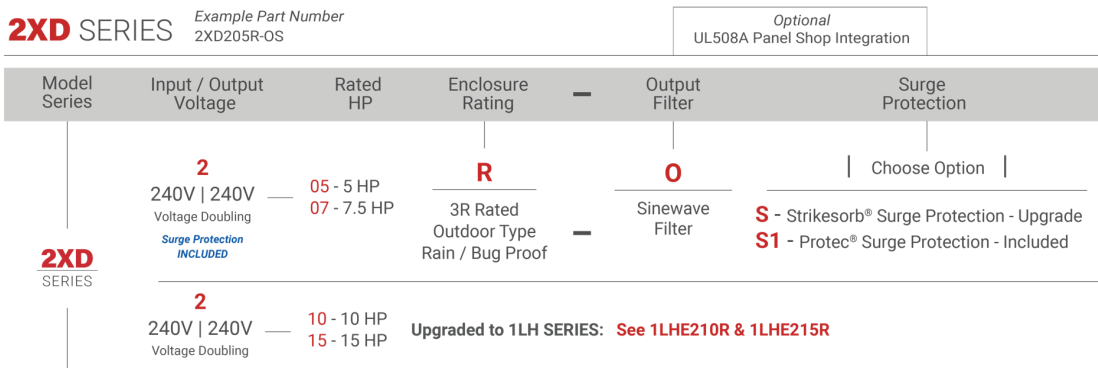 2XD SERIES
Example Part Number
2XD205R-OS
Optional
UL508A Panel Shop Integration
Model
Series
Input / Output
Voltage
Rated
HP
Enclosure
Rating
–
Output
Filter
Surge
Protection
2XD
SERIES
2
240V | 240V
Voltage Doubling
Surge Protection
INCLUDED
05 - 5 HP
07 - 7.5 HP
R
3R Rated
Outdoor Type
Rain / Bug Proof
–
O
Sinewave
Filter
| Choose Option |
S - Strikesorb® Surge Protection - Upgrade
S1 - Protec® Surge Protection - Included
2
240V | 240V
Voltage Doubling
10 - 10 HP
15 - 15 HP
Upgraded to 1LH SERIES: See 1LHE210R & 1LHE215R